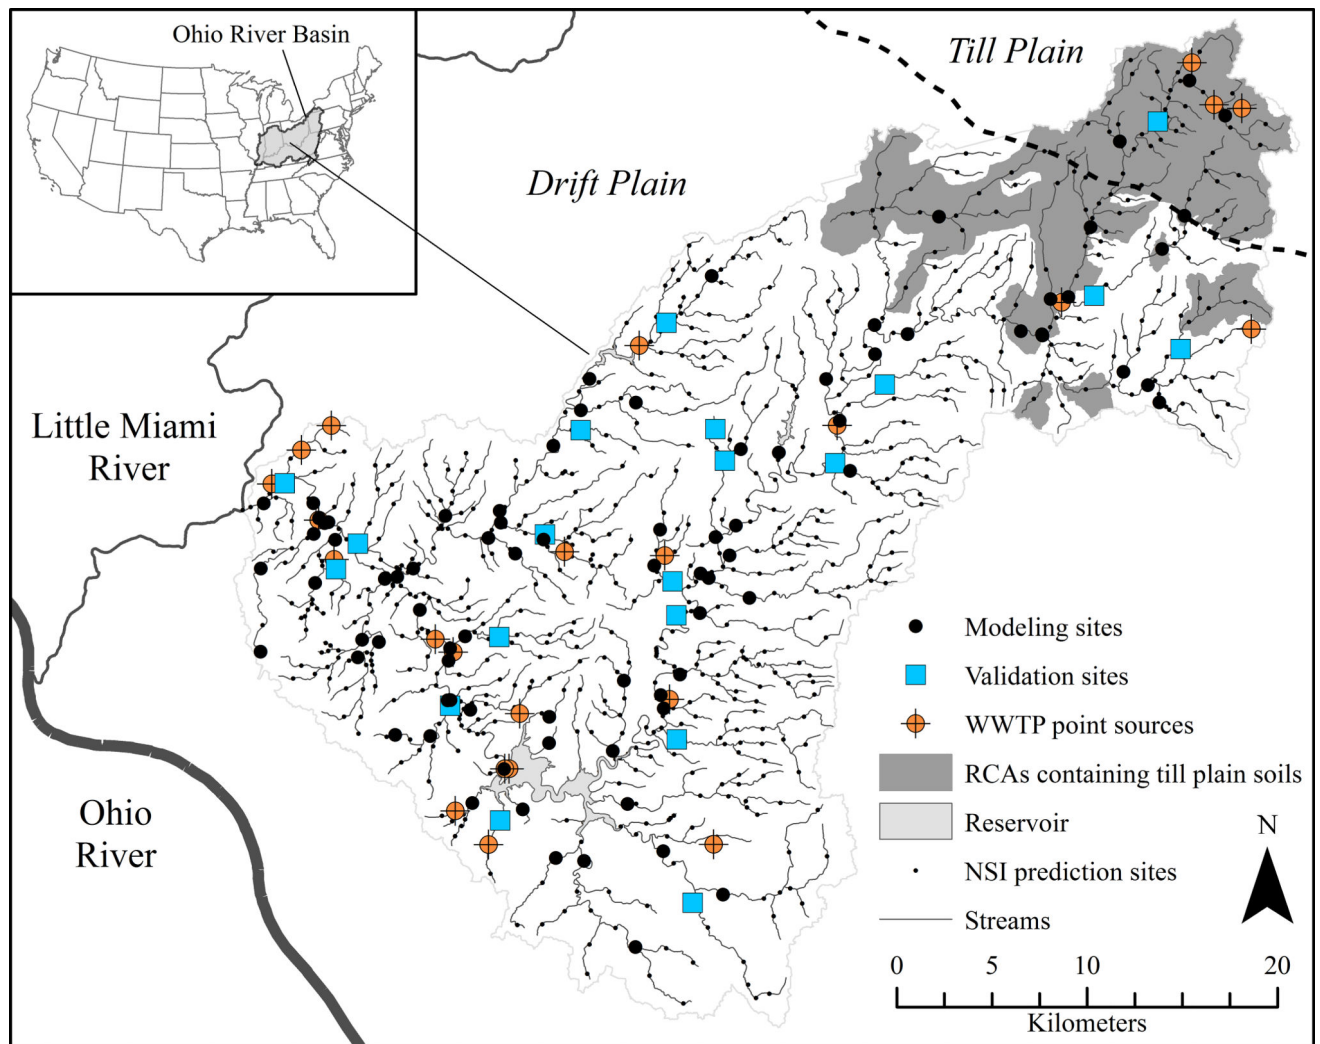 Ohio River Basin
Till Plain
Drift Plain
Little Miami
River
Ohio
River
Modeling sites
Validation sites
WWTP point sources
RCAs containing till plain soils
Reservoir
NSI prediction sites
Streams
N
0 5 10 20
Kilometers